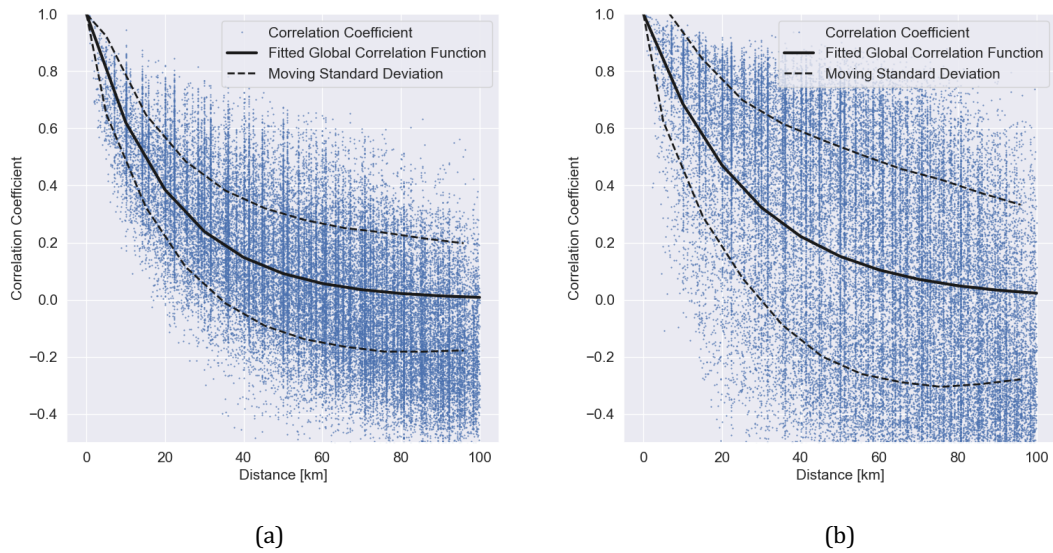 1.0
0.8
0.6
0.4
0.2
0.0
−0.2
−0.4
Correlation Coefficient
Correlation Coefficient
Fitted Global Correlation Function
Moving Standard Deviation
0 20 40 60 80 100
Distance [km]
(a)
1.0
0.8
0.6
0.4
0.2
0.0
−0.2
−0.4
Correlation Coefficient
Correlation Coefficient
Fitted Global Correlation Function
Moving Standard Deviation
0 20 40 60 80 100
Distance [km]
(b)